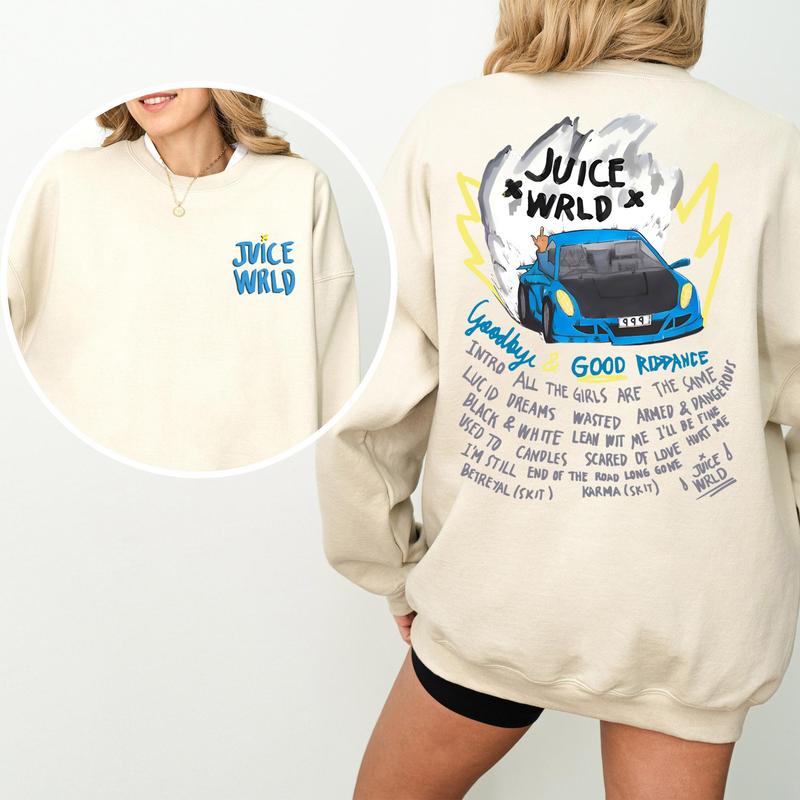 JUICE
WRLD
JUICE
WRLD
999
Goodbye & GOOD RIDDANCE
INTRO ALL THE GIRLS ARE THE SAME
LUCID DREAMS WASTED ARMED & DANGEROUS
BLACK & WHITE LEAN WIT ME I'LL BE FINE
USED TO CANDLES SCARED OF LOVE HURT ME
I'M STILL END OF THE ROAD LONG GONE
BETREYAL (SKIT) KARMA (SKIT)
JUICE
WRLD